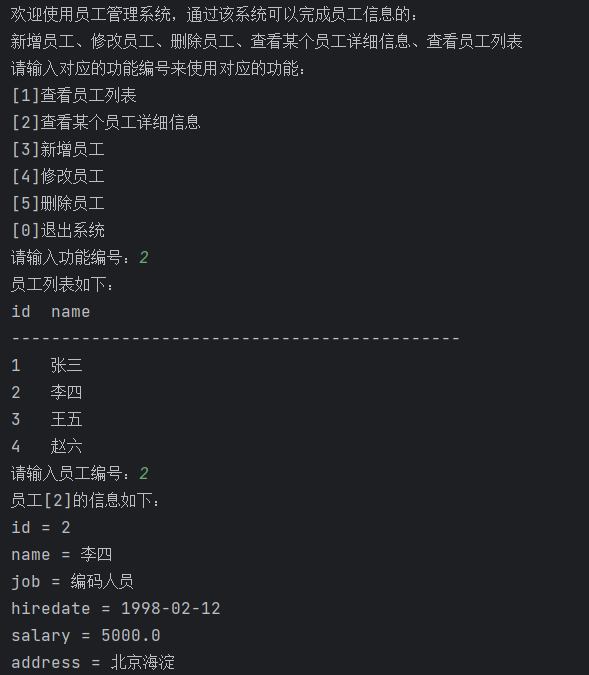 欢迎使用员工管理系统，通过该系统可以完成员工信息的：
新增员工、修改员工、删除员工、查看某个员工详细信息、查看员工列表
请输入对应的功能编号来使用对应的功能：
[1]查看员工列表
[2]查看某个员工详细信息
[3]新增员工
[4]修改员工
[5]删除员工
[0]退出系统
请输入功能编号：2
员工列表如下：
id  name
---------------------------------------------
1   张三
2   李四
3   王五
4   赵六
请输入员工编号：2
员工[2]的信息如下：
id = 2
name = 李四
job = 编码人员
hiredate = 1998-02-12
salary = 5000.0
address = 北京海淀